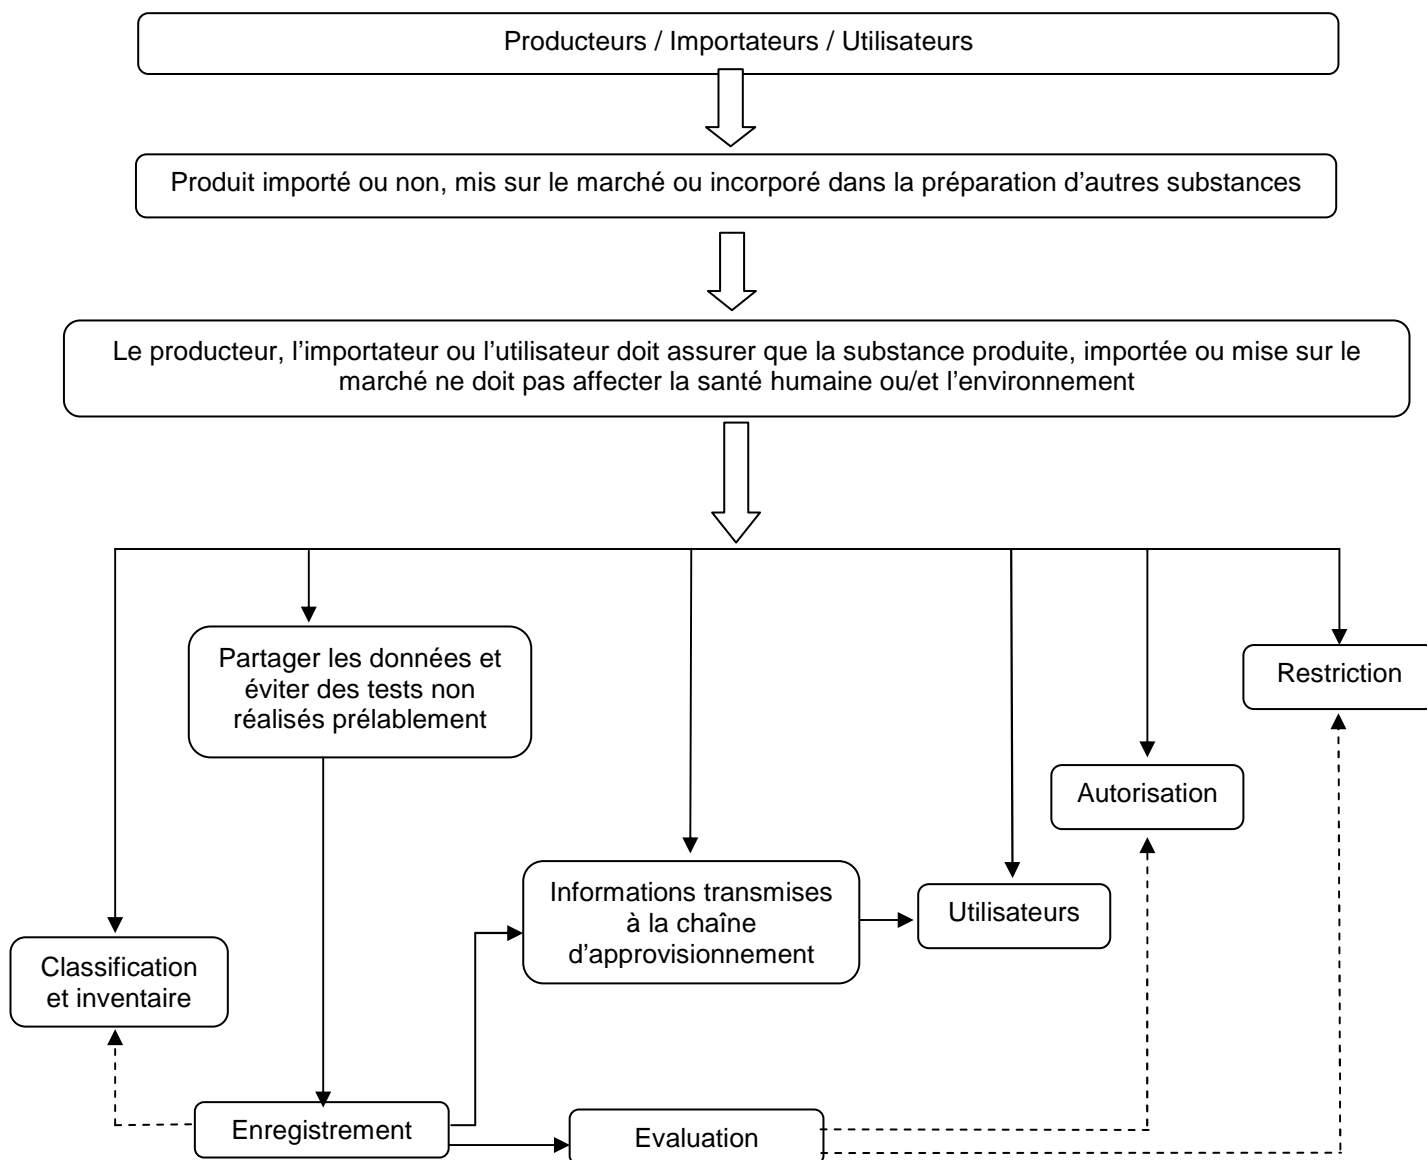 Producteurs / Importateurs / Utilisateurs
Produit importé ou non, mis sur le marché ou incorporé dans la préparation d’autres substances
Le producteur, l’importateur ou l’utilisateur doit assurer que la substance produite, importée ou mise sur le
marché ne doit pas affecter la santé humaine ou/et l’environnement
Partager les données et
éviter des tests non
réalisés prélablement
Restriction
Autorisation
Informations transmises
à la chaîne
d’approvisionnement
Utilisateurs
Classification
et inventaire
Enregistrement
Evaluation